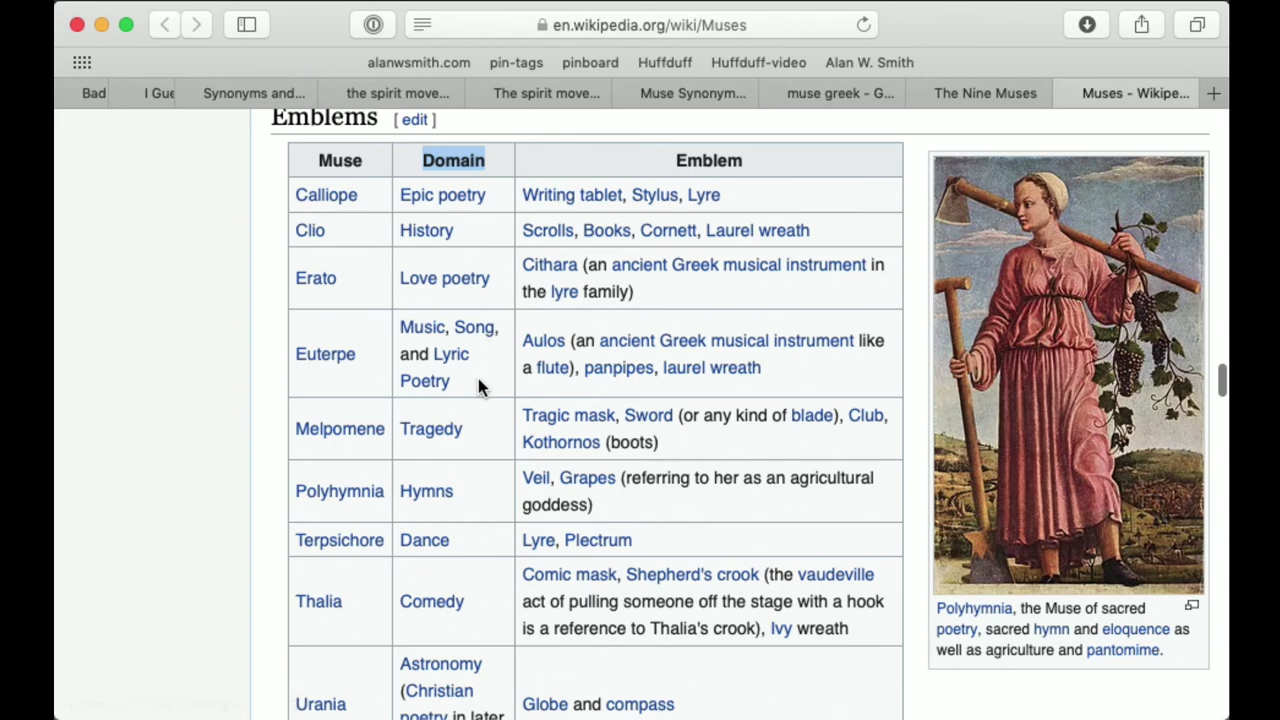 en.wikipedia.org/wiki/Muses
alanwsmith.com pin-tags pinboard Huffduff Huffduff-video Alan W. Smith
Bad I Gue Synonyms and... the spirit move... The spirit move... Muse Synonym... muse greek - G... The Nine Muses Muses - Wikipe...
Emblems [ edit ]
Muse Domain Emblem
Calliope Epic poetry Writing tablet, Stylus, Lyre
Clio History Scrolls, Books, Cornett, Laurel wreath
Erato Love poetry Cithara (an ancient Greek musical instrument in
the lyre family)
Euterpe Music, Song,
and Lyric
Poetry
Aulos (an ancient Greek musical instrument like
a flute), panpipes, laurel wreath
Melpomene Tragedy Tragic mask, Sword (or any kind of blade), Club,
Kothornos (boots)
Polyhymnia Hymns Veil, Grapes (referring to her as an agricultural
goddess)
Terpsichore Dance Lyre, Plectrum
Thalia Comedy Comic mask, Shepherd's crook (the vaudeville
act of pulling someone off the stage with a hook
is a reference to Thalia's crook), Ivy wreath
Urania Astronomy
(Christian
poetry in later
Globe and compass
Polyhymnia, the Muse of sacred
poetry, sacred hymn and eloquence as
well as agriculture and pantomime.